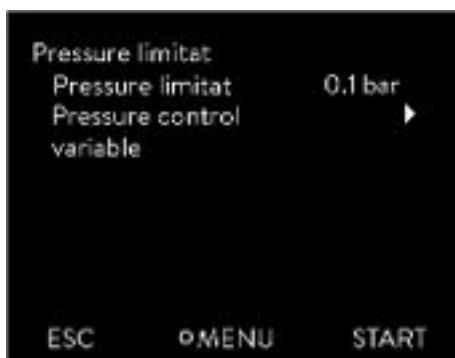 Pressure limitat
Pressure limitat 0.1 bar
Pressure control
variable
ESC MENU START